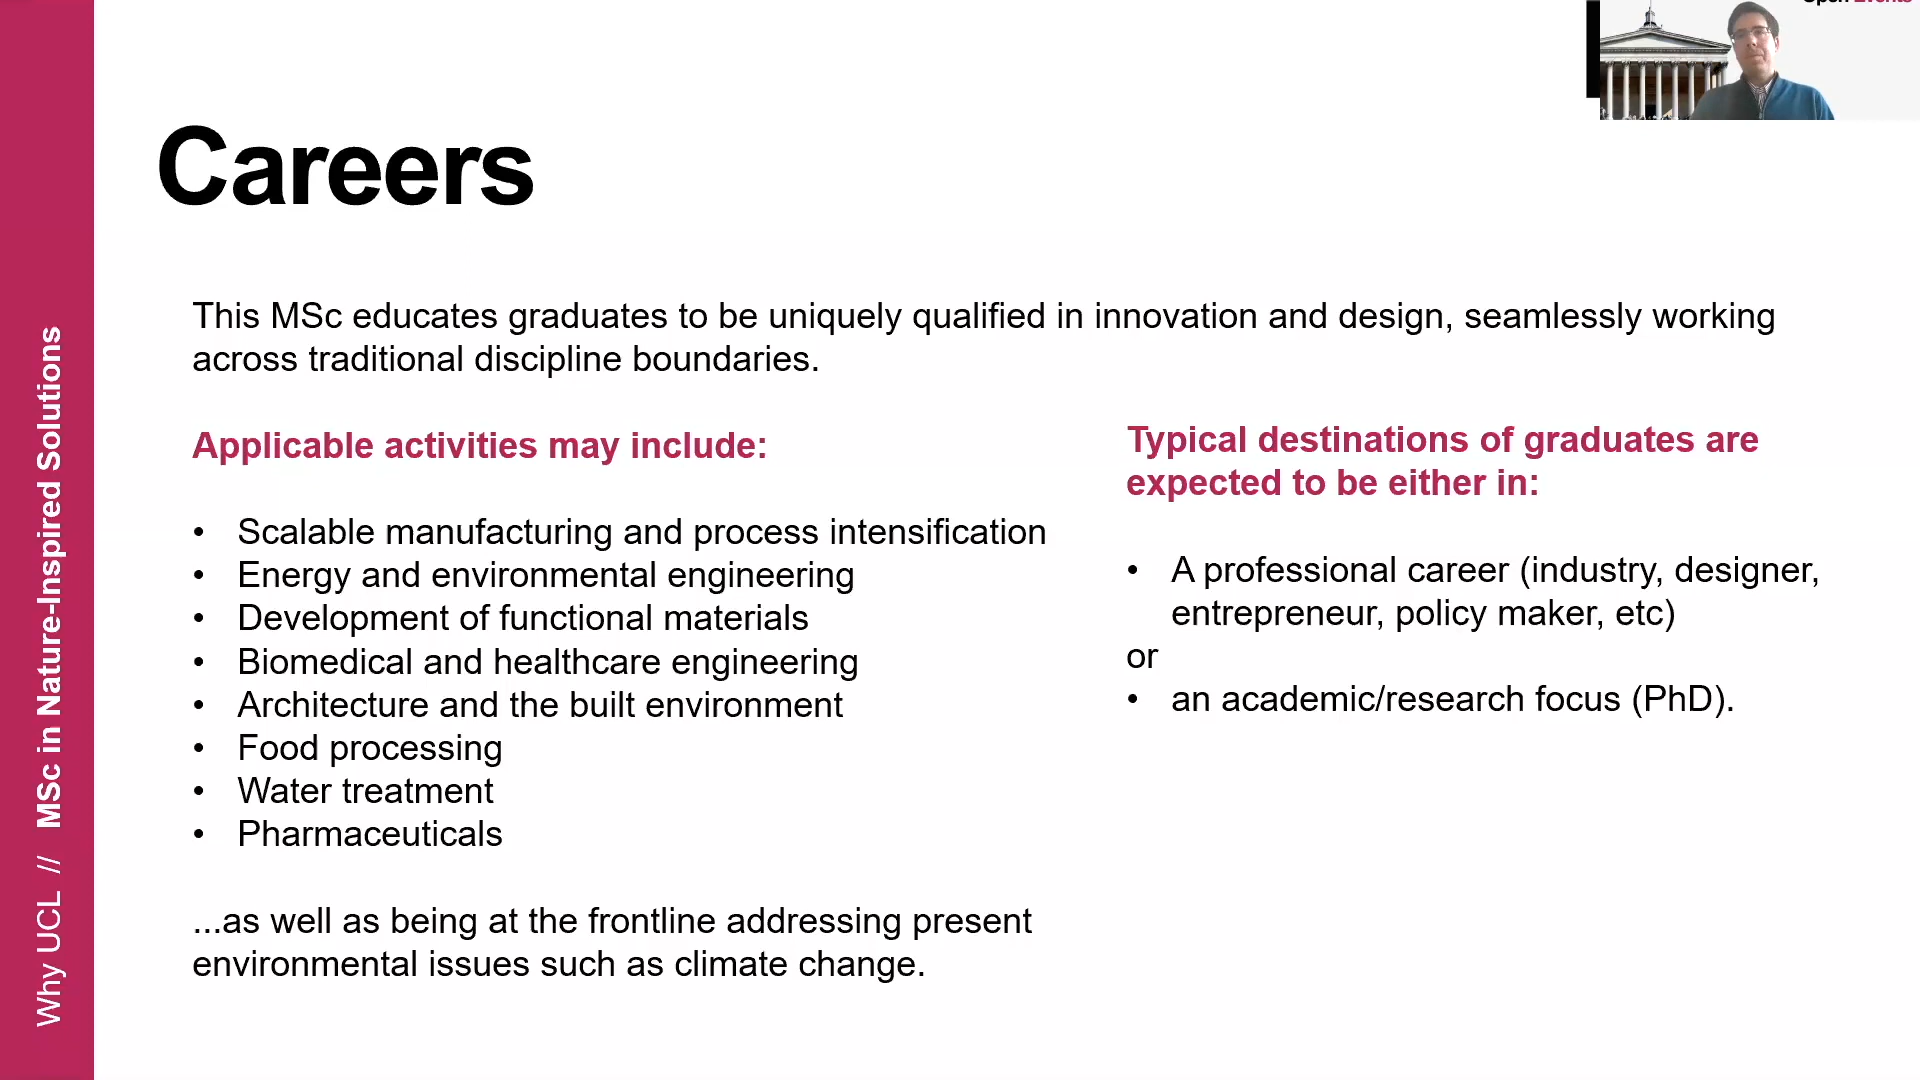 Open Events
Careers
This MSc educates graduates to be uniquely qualified in innovation and design, seamlessly working
across traditional discipline boundaries.
Applicable activities may include:
• Scalable manufacturing and process intensification
• Energy and environmental engineering
• Development of functional materials
• Biomedical and healthcare engineering
• Architecture and the built environment
• Food processing
• Water treatment
• Pharmaceuticals
...as well as being at the frontline addressing present
environmental issues such as climate change.
Typical destinations of graduates are
expected to be either in:
• A professional career (industry, designer,
entrepreneur, policy maker, etc)
or
• an academic/research focus (PhD).
Why UCL // MSc in Nature-Inspired Solutions